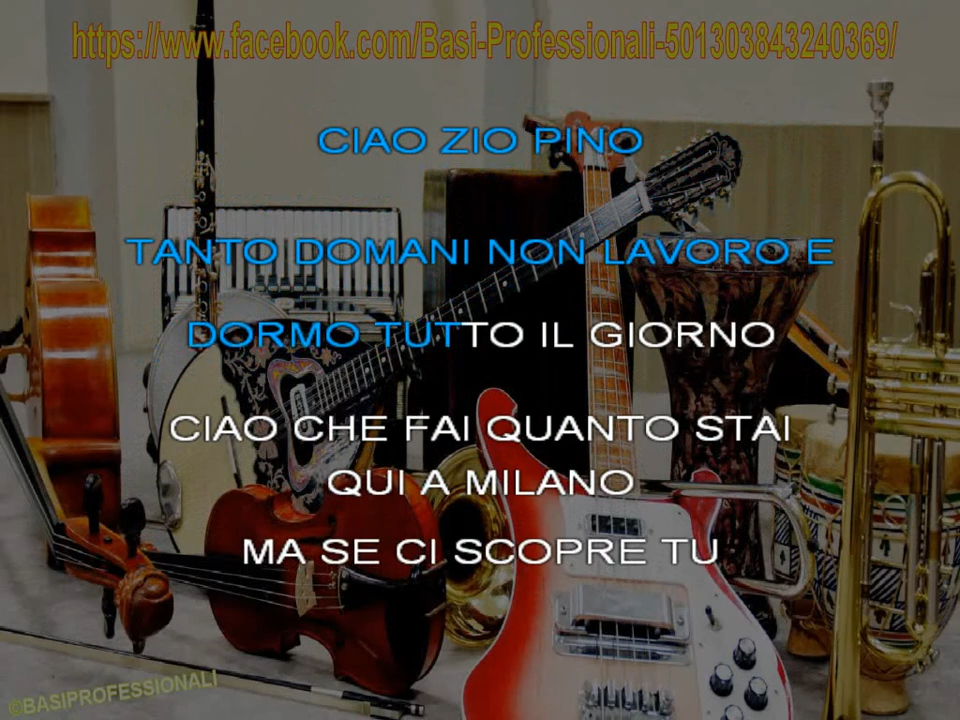 https://www.facebook.com/Basi-Professionali-501303843240369/
CIAO ZIO PINO
TANTO DOMANI NON LAVORO E
DORMO TUTTO IL GIORNO
CIAO CHE FAI QUANTO STAI
QUI A MILANO
MA SE CI SCOPRE TU
©BASIPROFESSIONALI